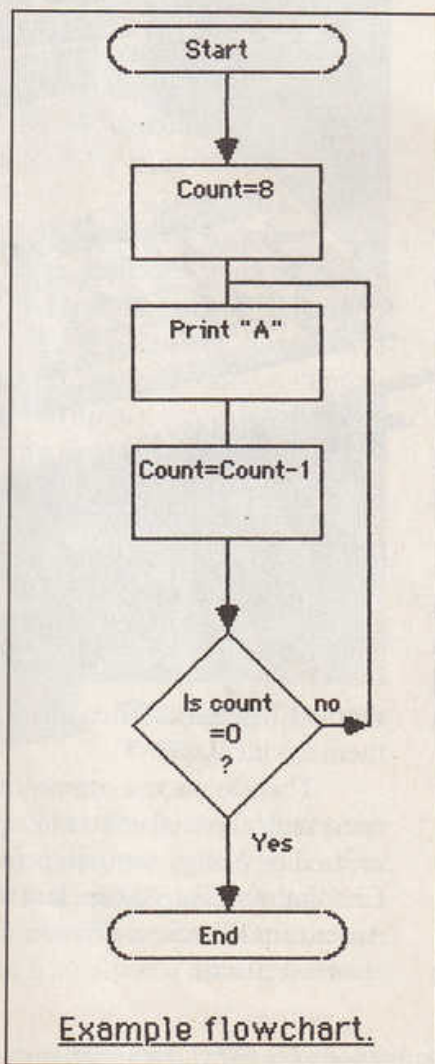 Start
Count=8
Print "A"
Count=Count-1
Is count
=0
?
no
Yes
End
Example flowchart.